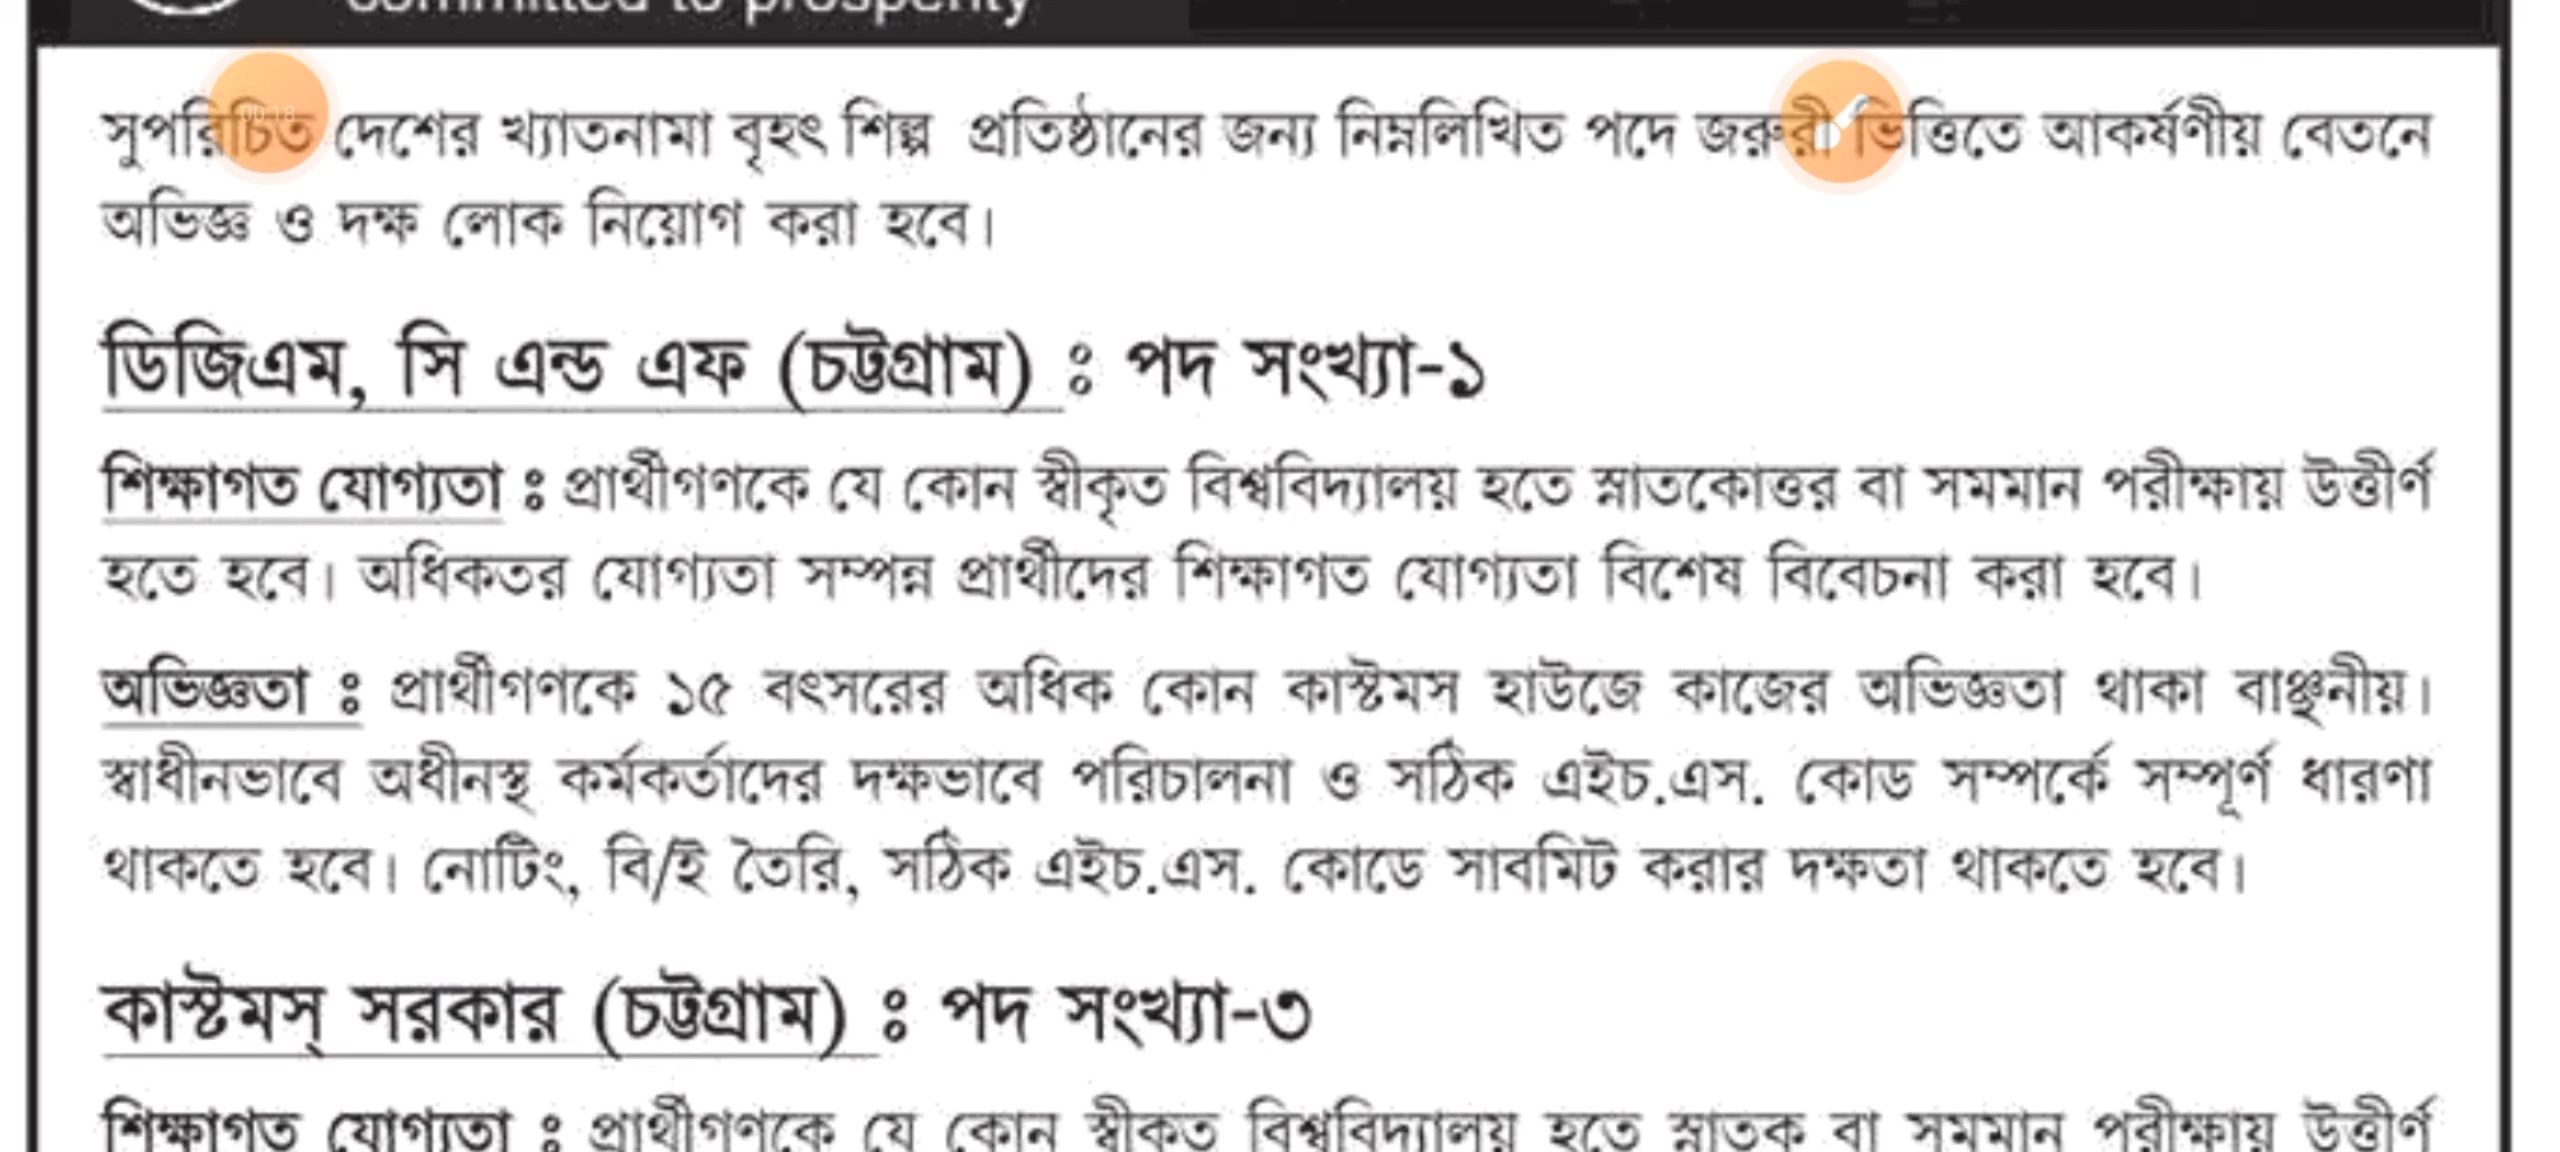 committed to prosperity
00:18
সুপরিচিত দেশের খ্যাতনামা বৃহৎ শিল্প প্রতিষ্ঠানের জন্য নিম্নলিখিত পদে জরুরী ভিত্তিতে আকর্ষণীয় বেতনে
অভিজ্ঞ ও দক্ষ লোক নিয়োগ করা হবে।
ডিজিএম, সি এন্ড এফ (চট্টগ্রাম) ঃ পদ সংখ্যা-১
শিক্ষাগত যোগ্যতা ঃ প্রার্থীগণকে যে কোন স্বীকৃত বিশ্ববিদ্যালয় হতে স্নাতকোত্তর বা সমমান পরীক্ষায় উত্তীর্ণ
হতে হবে। অধিকতর যোগ্যতা সম্পন্ন প্রার্থীদের শিক্ষাগত যোগ্যতা বিশেষ বিবেচনা করা হবে।
অভিজ্ঞতা ঃ প্রার্থীগণকে ১৫ বৎসরের অধিক কোন কাস্টমস হাউজে কাজের অভিজ্ঞতা থাকা বাঞ্ছনীয়।
স্বাধীনভাবে অধীনস্থ কর্মকর্তাদের দক্ষভাবে পরিচালনা ও সঠিক এইচ.এস. কোড সম্পর্কে সম্পূর্ণ ধারণা
থাকতে হবে। নোটিং, বি/ই তৈরি, সঠিক এইচ.এস. কোডে সাবমিট করার দক্ষতা থাকতে হবে।
কাস্টমস্ সরকার (চট্টগ্রাম) ঃ পদ সংখ্যা-৩
শিক্ষাগত যোগ্যতা ঃ প্রার্থীগণকে যে কোন স্বীকৃত বিশ্ববিদ্যালয় হতে স্নাতক বা সমমান পরীক্ষায় উত্তীর্ণ